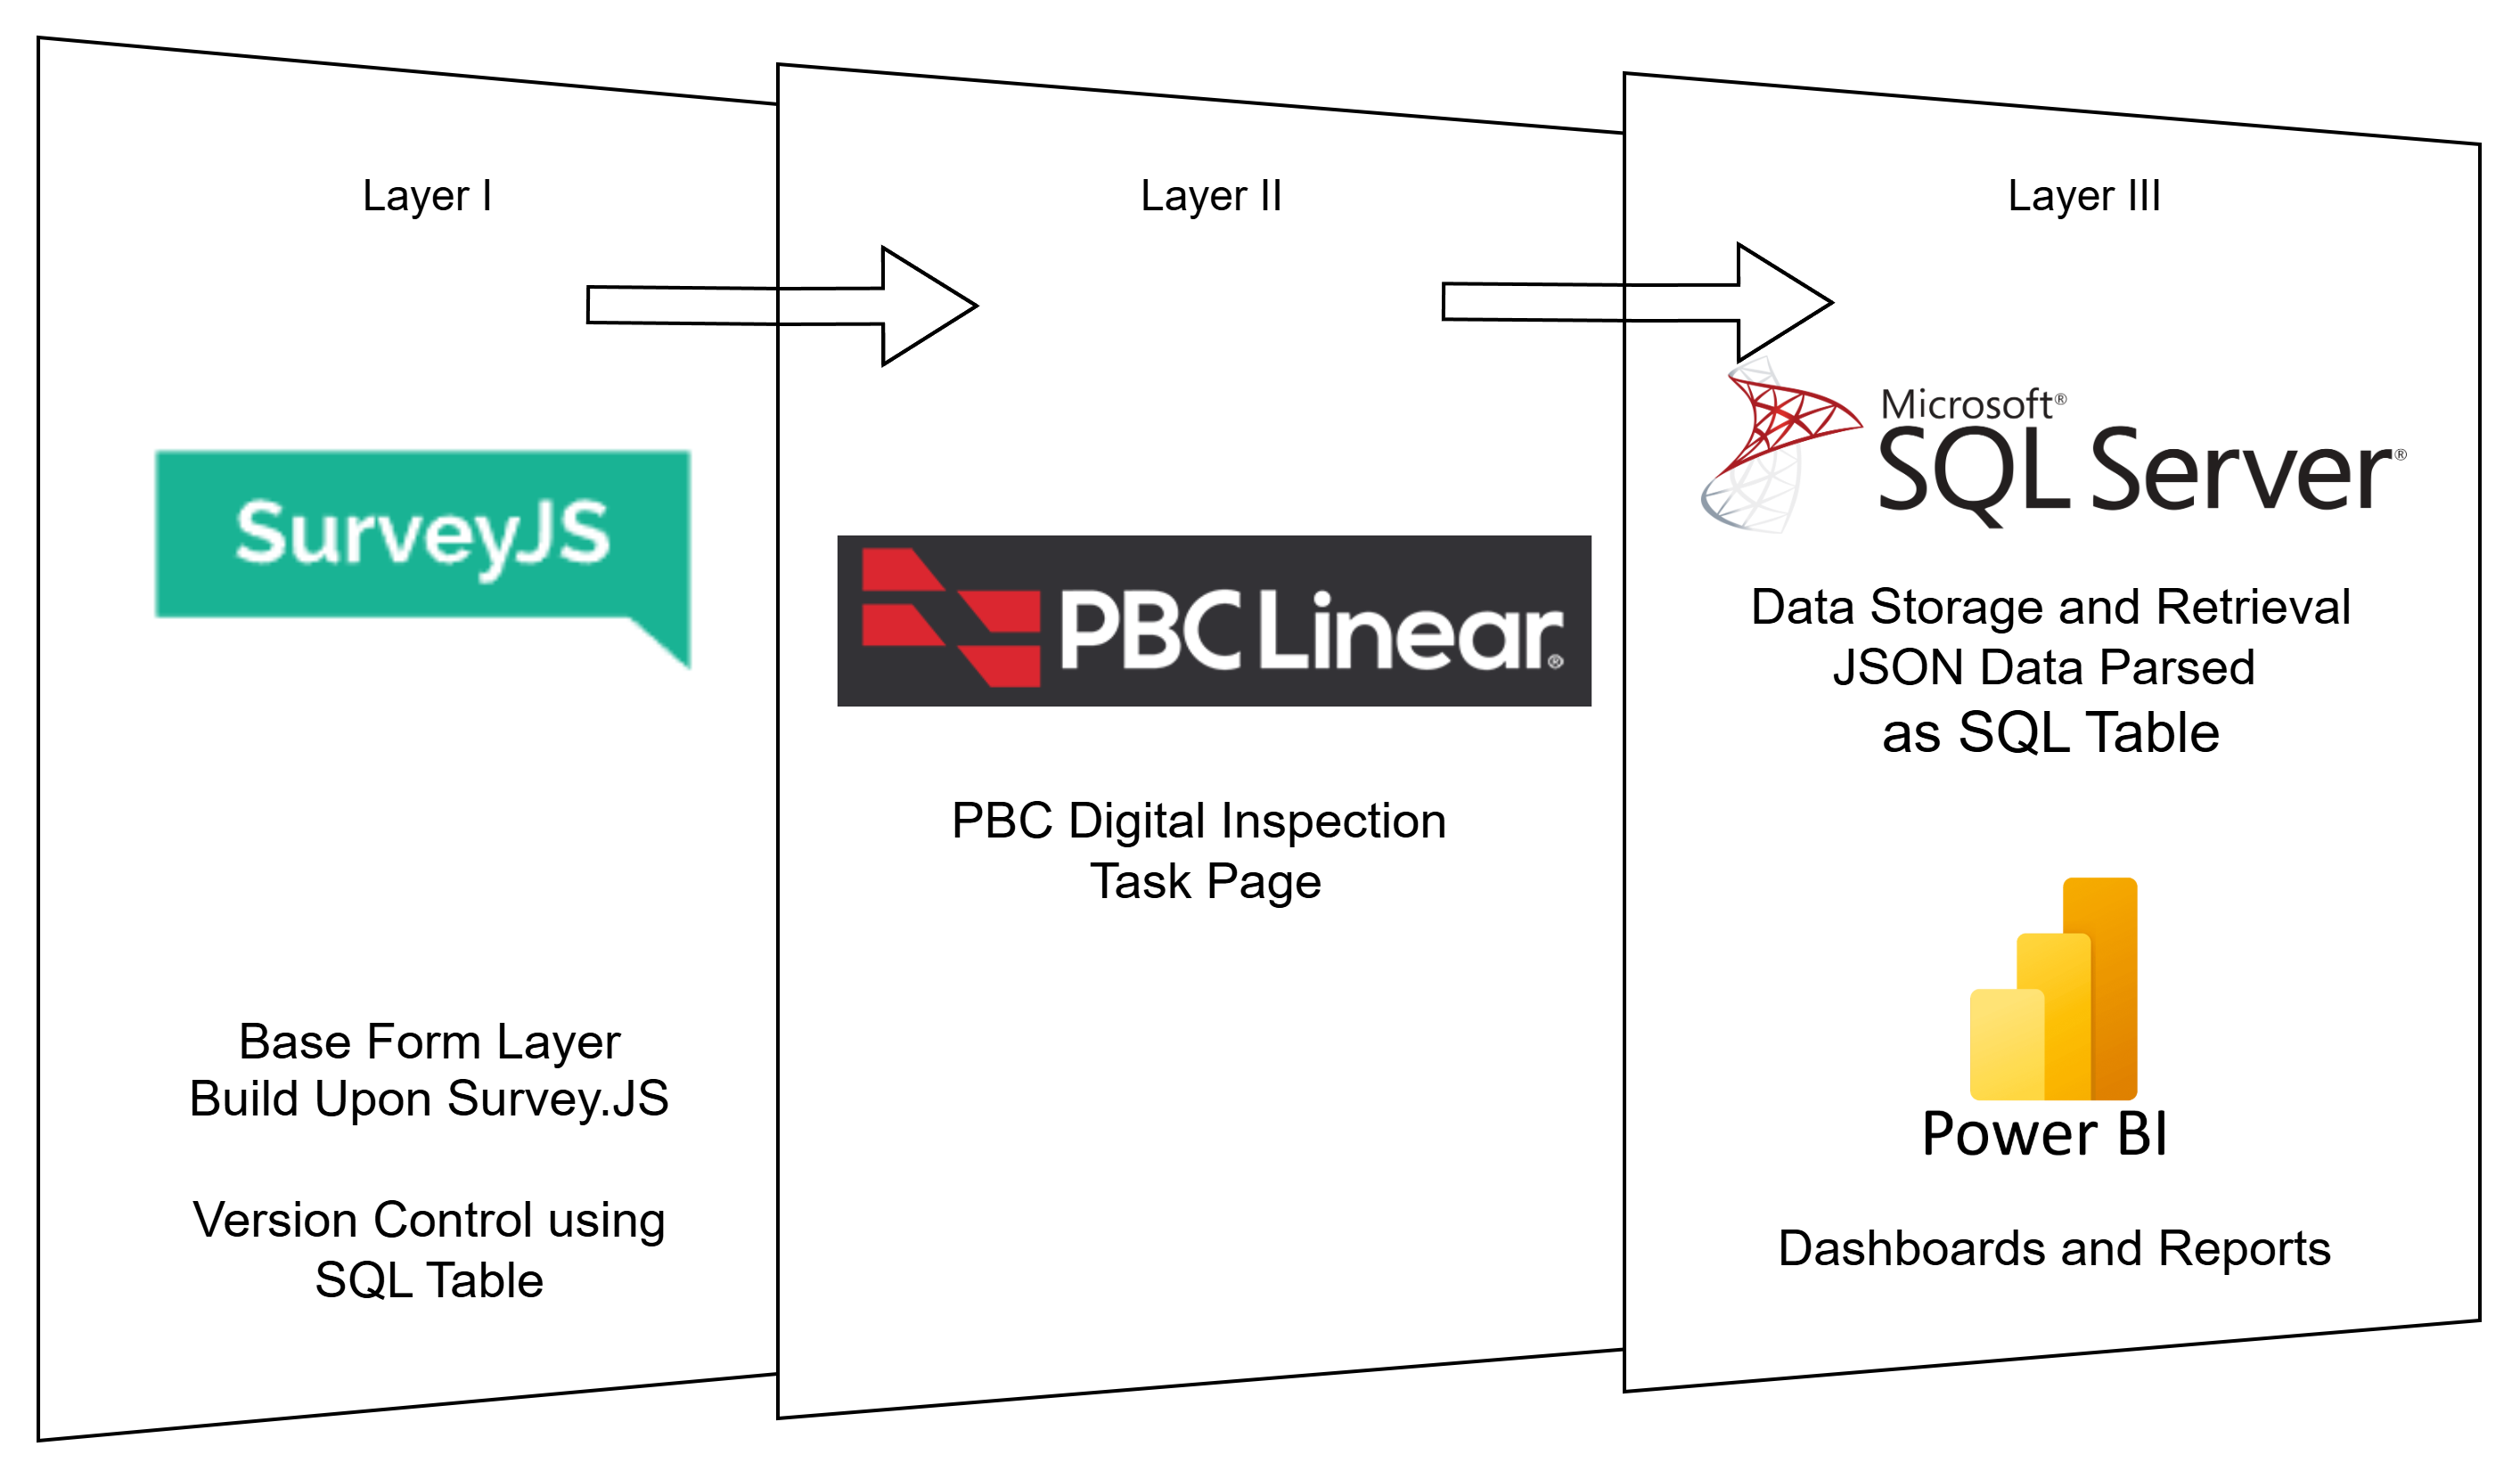 Layer I
SurveyJS
Base Form Layer
Build Upon Survey.JS
Version Control using
SQL Table
Layer II
PBC Linear®
PBC Digital Inspection
Task Page
Layer III
Microsoft®
SQL Server®
Data Storage and Retrieval
JSON Data Parsed
as SQL Table
Power BI
Dashboards and Reports